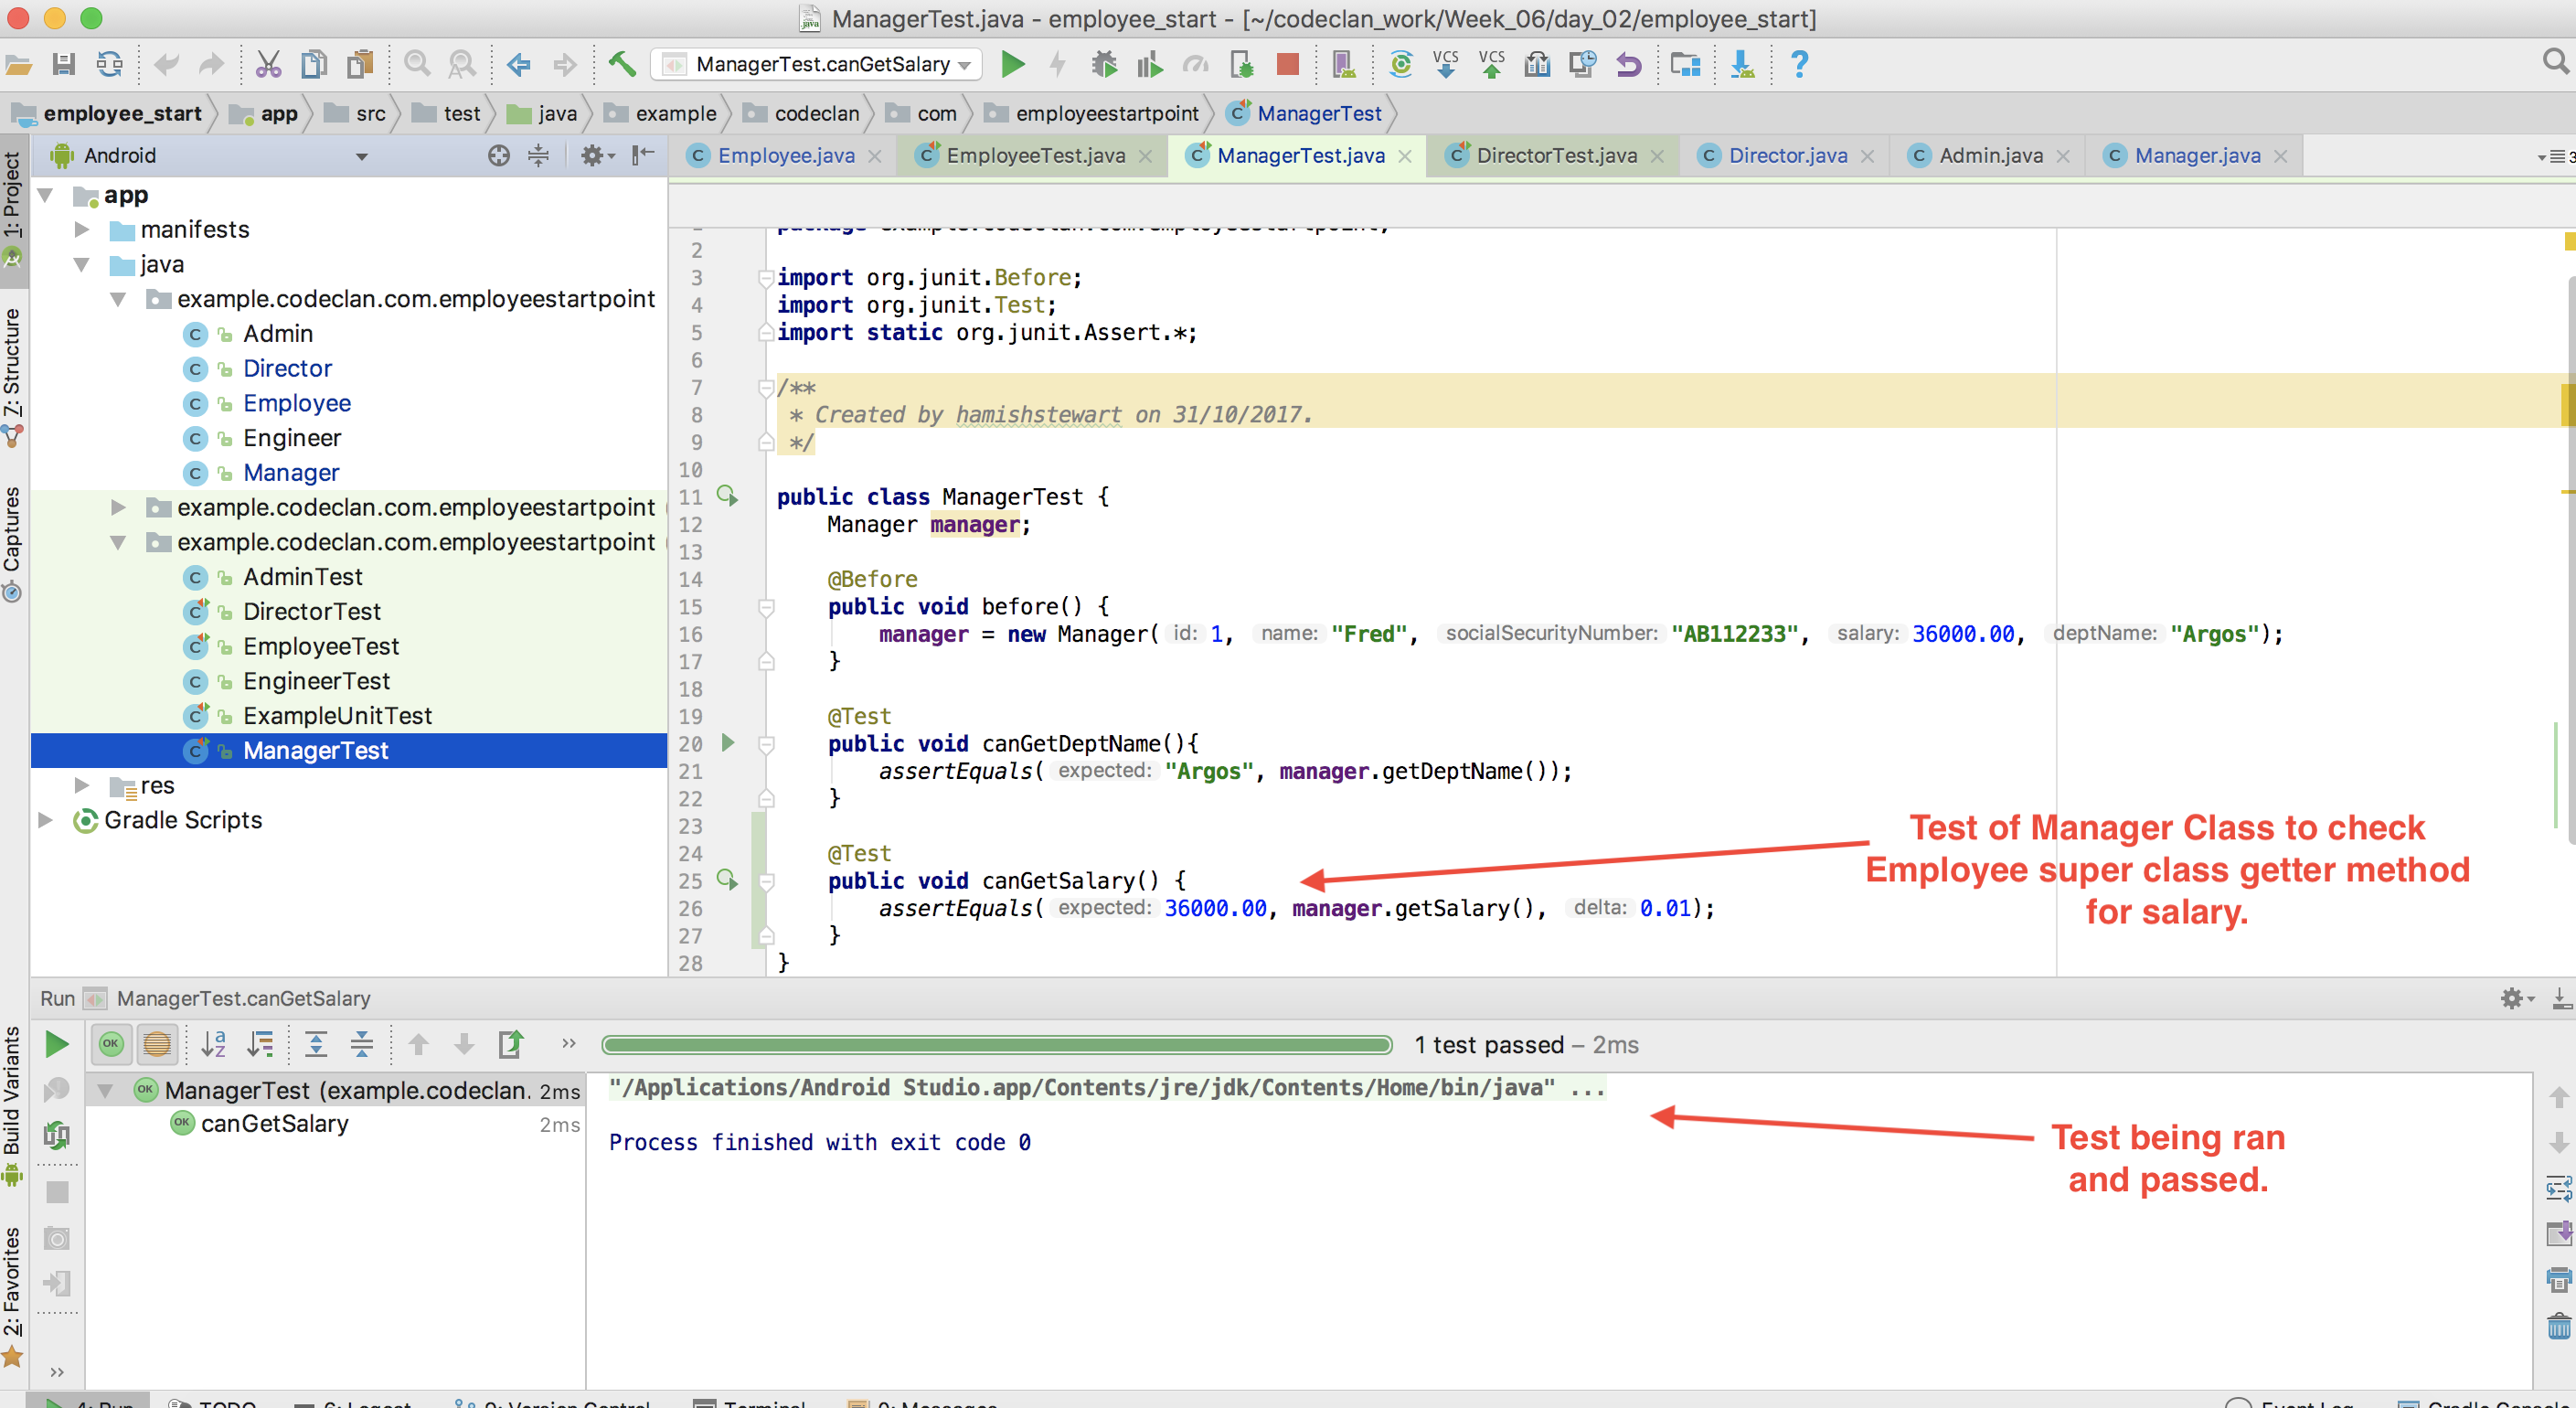 ManagerTest.java - employee_start - [~/codeclan_work/Week_06/day_02/employee_start]
ManagerTest.canGetSalary
VCS VCS
employee_start app src test java example codeclan com employeestartpoint ManagerTest
1: Project
7: Structure
Captures
Build Variants
2: Favorites
Android
Employee.java EmployeeTest.java ManagerTest.java DirectorTest.java Director.java Admin.java Manager.java
app
manifests
java
example.codeclan.com.employeestartpoint
Admin
Director
Employee
Engineer
Manager
example.codeclan.com.employeestartpoint
example.codeclan.com.employeestartpoint
AdminTest
DirectorTest
EmployeeTest
EngineerTest
ExampleUnitTest
ManagerTest
res
Gradle Scripts
package example.codeclan.com.employeestartpoint;
2
3 import org.junit.Before;
4 import org.junit.Test;
5 import static org.junit.Assert.*;
6
7 /**
8 * Created by hamishstewart on 31/10/2017.
9 */
10
11 public class ManagerTest {
12 Manager manager;
13
14 @Before
15 public void before() {
16 manager = new Manager( id: 1, name: "Fred", socialSecurityNumber: "AB112233", salary: 36000.00, deptName: "Argos");
17 }
18
19 @Test
20 public void canGetDeptName(){
21 assertEquals( expected: "Argos", manager.getDeptName());
22 }
23
24 @Test
25 public void canGetSalary() {
26 assertEquals( expected: 36000.00, manager.getSalary(), delta: 0.01);
27 }
28 }
Test of Manager Class to check
Employee super class getter method
for salary.
Run ManagerTest.canGetSalary
1 test passed – 2ms
ManagerTest (example.codeclan. 2ms
canGetSalary 2ms
"/Applications/Android Studio.app/Contents/jre/jdk/Contents/Home/bin/java" ...
Process finished with exit code 0
Test being ran
and passed.
4: Run TODO 6: Logcat 9: Version Control Terminal 0: Messages Event Log Gradle Console